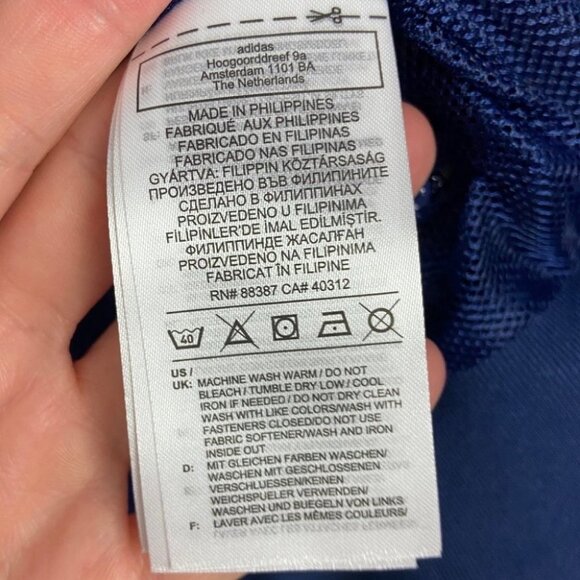 adidas
Hoogoorddreef 9a
Amsterdam 1101 BA
The Netherlands
MADE IN PHILIPPINES
FABRIQUÉ AUX PHILIPPINES
FABRICADO EN FILIPINAS
FABRICADO NAS FILIPINAS
GYÁRTVA: FILIPPIN KÖZTÁRSASÁG
ПРОИЗВЕДЕНО ВЪВ ФИЛИПИНИТЕ
СДЕЛАНО В ФИЛИППИНАХ
PROIZVEDENO U FILIPINIMA
FİLİPİNLER'DE İMAL EDİLMİŞTİR.
ФИЛИППИНДЕ ЖАСАЛҒАН
PROIZVEDENO NA FILIPINIMA
FABRICAT ÎN FILIPINE
RN# 88387 CA# 40312
40
US /
UK: MACHINE WASH WARM / DO NOT
BLEACH / TUMBLE DRY LOW / COOL
IRON IF NEEDED / DO NOT DRY CLEAN
WASH WITH LIKE COLORS/WASH WITH
FASTENERS CLOSED/DO NOT USE
FABRIC SOFTENER/WASH AND IRON
INSIDE OUT
D: MIT GLEICHEN FARBEN WASCHEN/
WASCHEN MIT GESCHLOSSENEN
VERSCHLUESSEN/KEINEN
WEICHSPUELER VERWENDEN/
WASCHEN UND BUEGELN VON LINKS
F: LAVER AVEC LES MÊMES COULEURS/